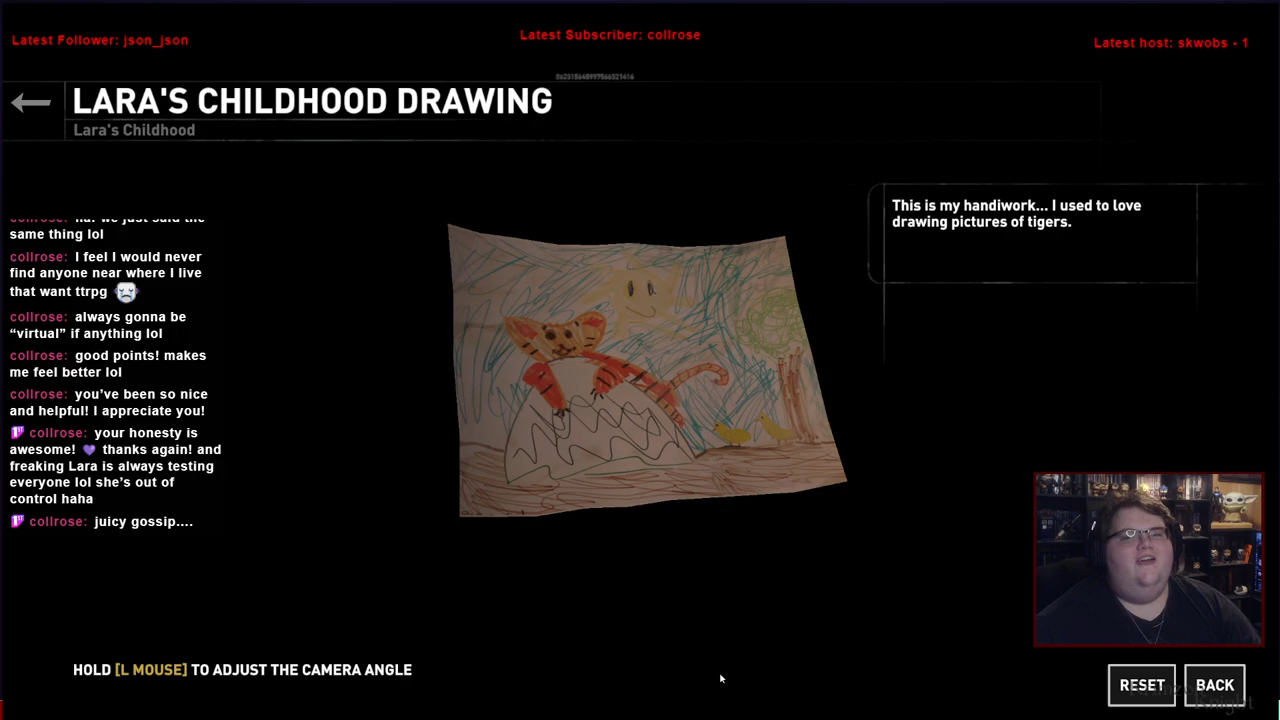 Latest Follower: json_json
Latest Subscriber: collrose
Latest host: skwobs - 1
LARA'S CHILDHOOD DRAWING
Lara's Childhood
This is my handiwork... I used to love
drawing pictures of tigers.
same thing lol
collrose: I feel I would never
find anyone near where I live
that want ttrpg
collrose: always gonna be
“virtual” if anything lol
collrose: good points! makes
me feel better lol
collrose: you’ve been so nice
and helpful! I appreciate you!
collrose: your honesty is
awesome! 💜 thanks again! and
freaking Lara is always testing
everyone lol she’s out of
control haha
collrose: juicy gossip....
HOLD [L MOUSE] TO ADJUST THE CAMERA ANGLE
RESET
BACK